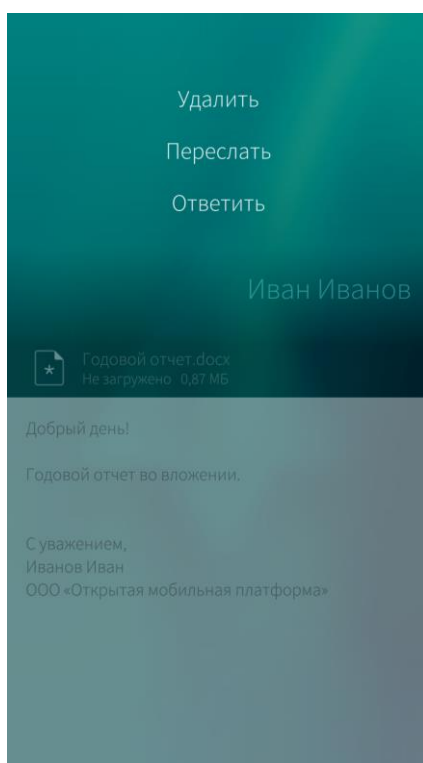 Удалить
Переслать
Ответить
Иван Иванов
Годовой отчет.docx
Не загружено 0,87 МБ
Добрый день!
Годовой отчет во вложении.
С уважением,
Иванов Иван
ООО «Открытая мобильная платформа»